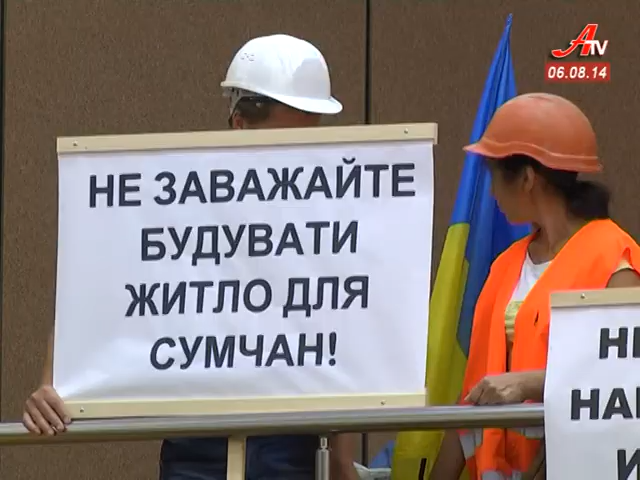 ATV
06.08.14
НЕ ЗАВАЖАЙТЕ
БУДУВАТИ
ЖИТЛО ДЛЯ
СУМЧАН!